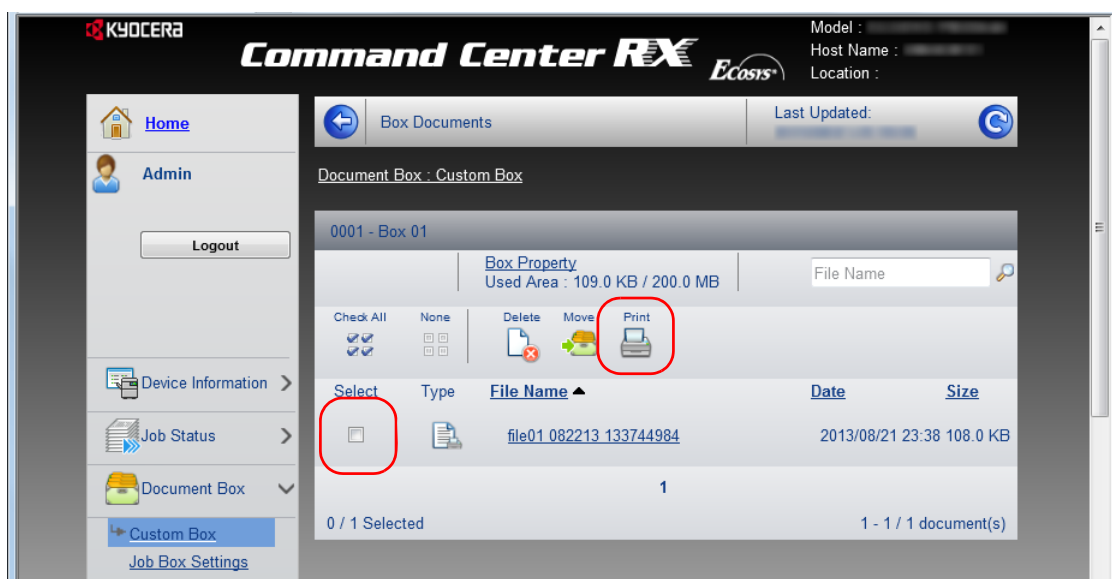 KYOCERA
Command Center RX
Ecosys
Model :
Host Name :
Location :
Home
Admin
Logout
Device Information
Job Status
Document Box
Custom Box
Job Box Settings
Box Documents
Last Updated:
Document Box : Custom Box
0001 - Box 01
Box Property
Used Area : 109.0 KB / 200.0 MB
File Name
Check All None Delete Move Print
Select Type File Name Date Size
file01 082213 133744984 2013/08/21 23:38 108.0 KB
1
0 / 1 Selected 1 - 1 / 1 document(s)